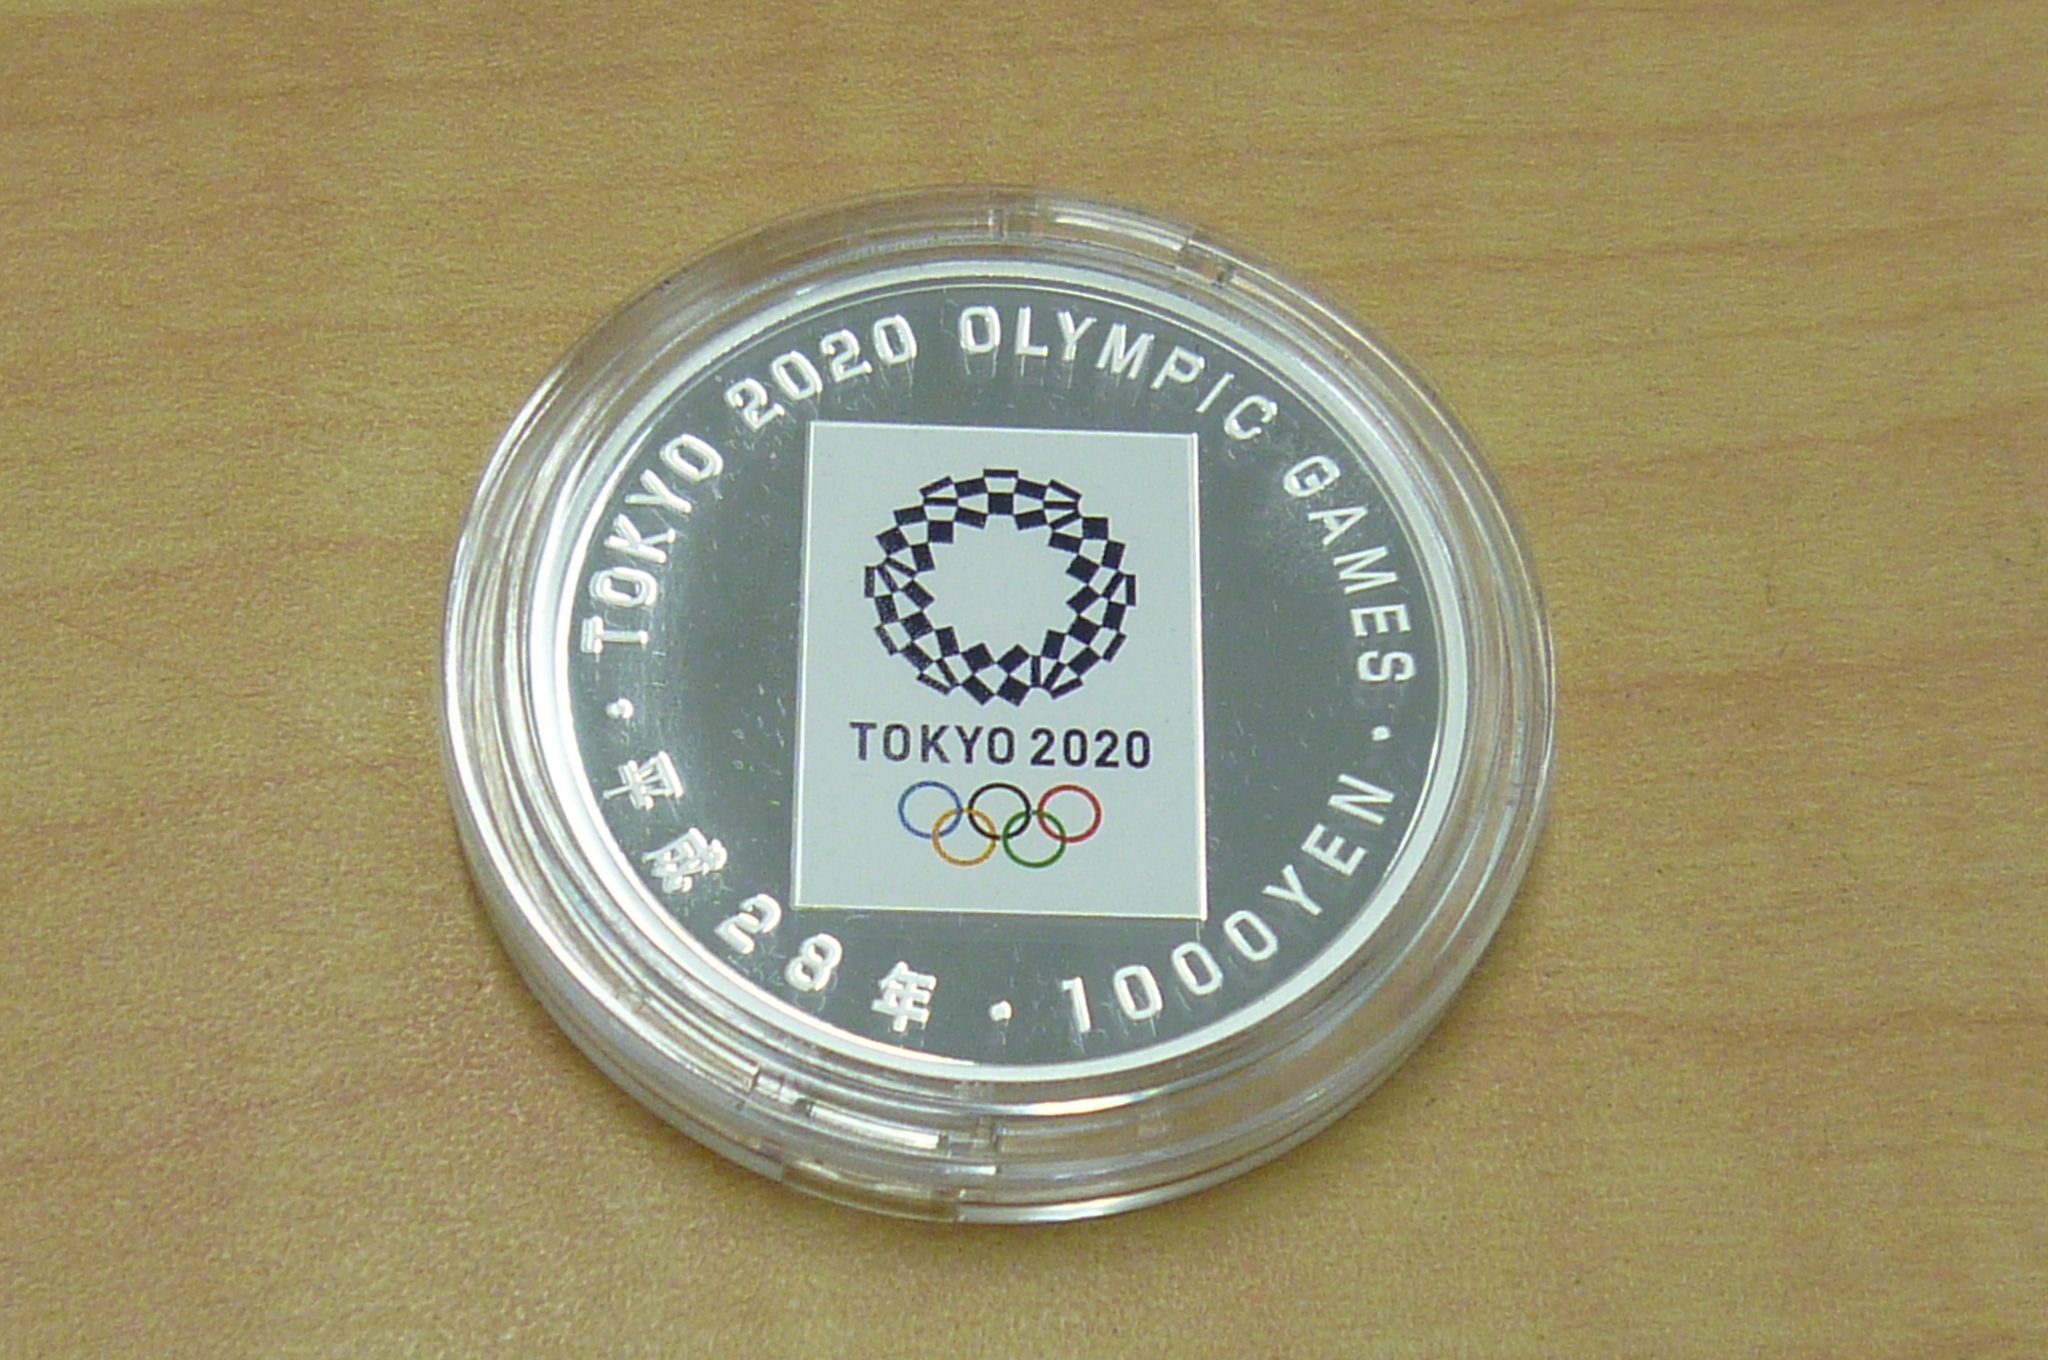 TOKYO 2020 OLYMPIC GAMES
TOKYO 2020
平成28年・1000YEN